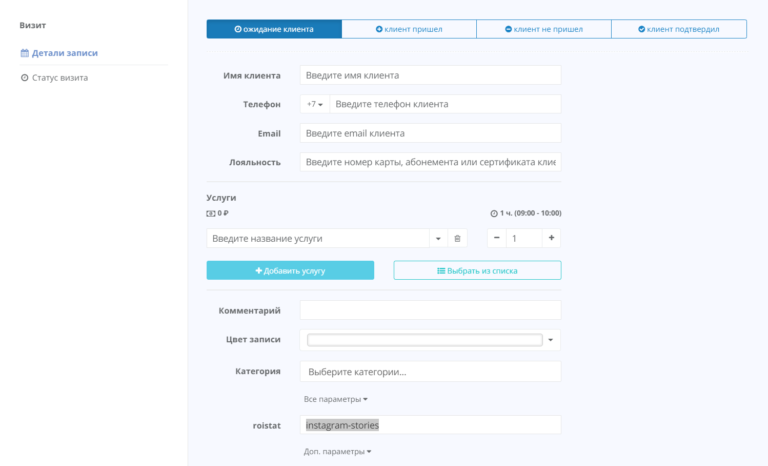 Визит
Детали записи
Статус визита
ожидание клиента клиент пришел клиент не пришел клиент подтвердил
Имя клиента Введите имя клиента
Телефон +7 Введите телефон клиента
Email Введите email клиента
Лояльность Введите номер карты, абонемента или сертификата клие
Услуги
0 ₽ 1 ч. (09:00 - 10:00)
Введите название услуги - 1 +
+ Добавить услугу Выбрать из списка
Комментарий
Цвет записи
Категория Выберите категории...
Все параметры
roistat instagram-stories
Доп. параметры